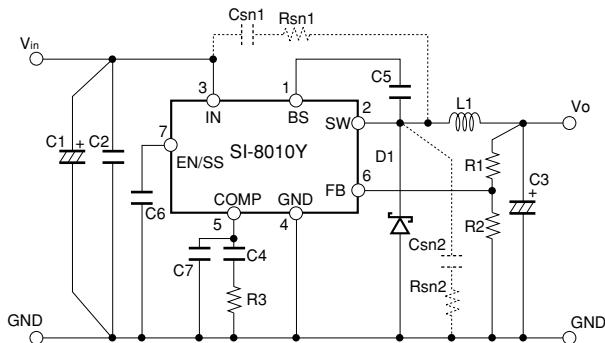 Csn1 Rsn1
Vin
3 1
IN BS
C5
2 L1 Vo
SW
C1 + C2 7 SI-8010Y
EN/SS
D1
R1
6 C3
FB +
C6 COMP GND R2
5 4
C7 C4 Csn2
R3 Rsn2
GND GND